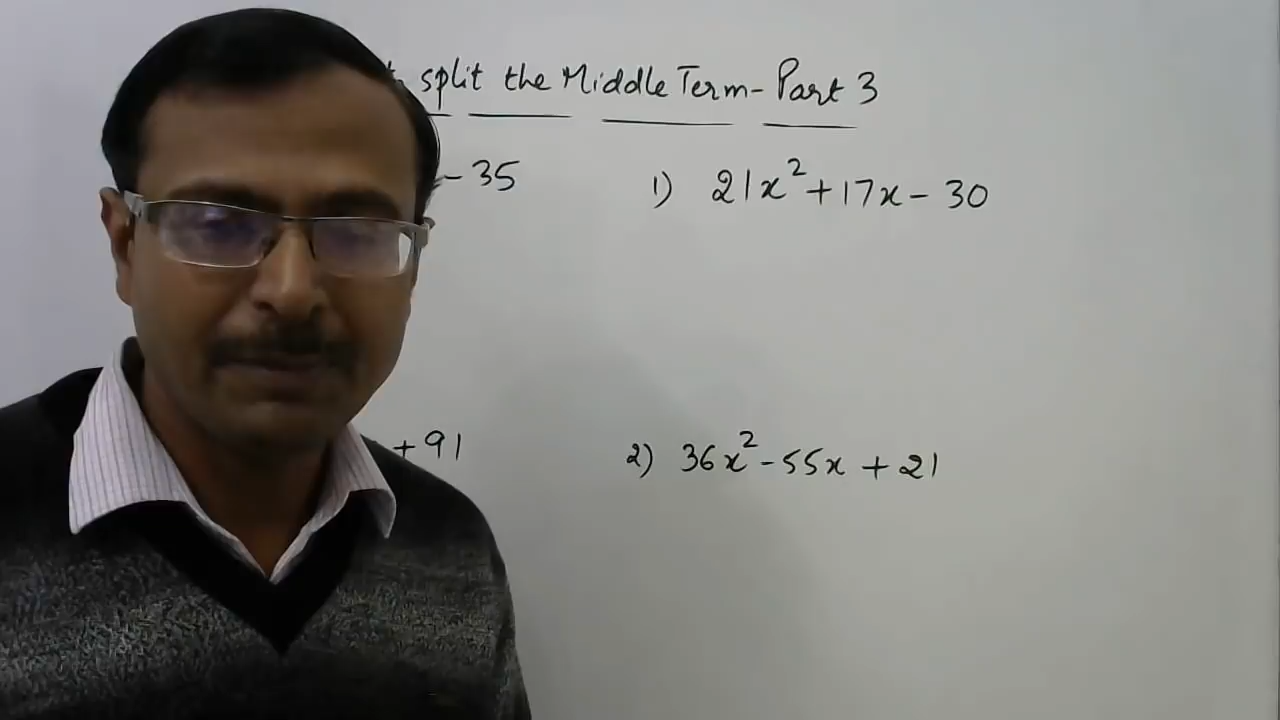 split the Middle Term- Part 3
- 35
1) 21x²+17x- 30
+ 91
2) 36x²-55x + 21